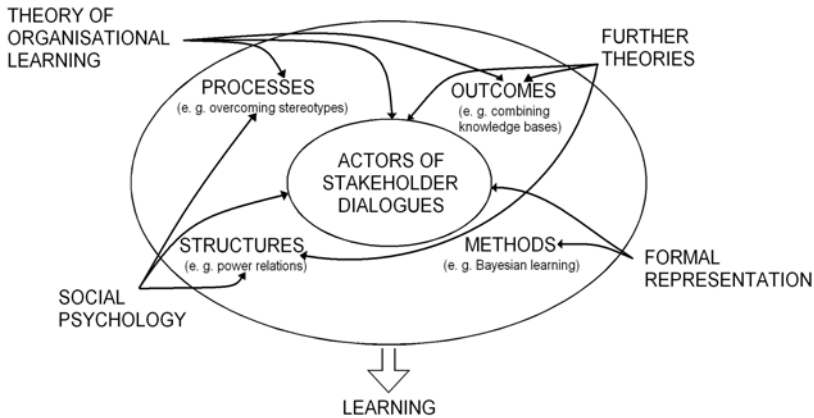 THEORY OF
ORGANISATIONAL
LEARNING
FURTHER
THEORIES
PROCESSES
(e. g. overcoming stereotypes)
OUTCOMES
(e. g. combining
knowledge bases)
ACTORS OF
STAKEHOLDER
DIALOGUES
STRUCTURES
(e. g. power relations)
METHODS
(e. g. Bayesian learning)
SOCIAL
PSYCHOLOGY
FORMAL
REPRESENTATION
LEARNING